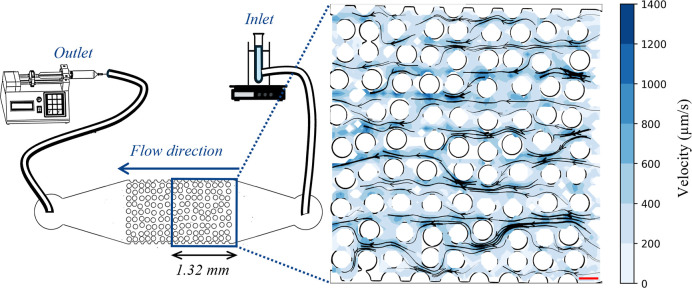 Outlet
Inlet
Flow direction
1.32 mm
1400
1200
1000
800
600
400
200
0
Velocity (μm/s)